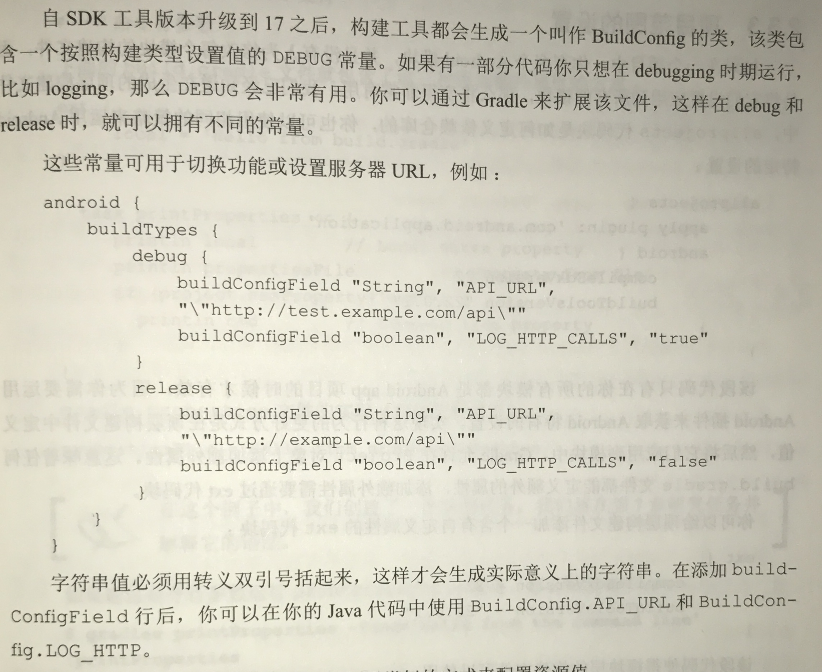 自 SDK 工具版本升级到 17 之后，构建工具都会生成一个叫作 BuildConfig 的类，该类包
含一个按照构建类型设置值的 DEBUG 常量。如果有一部分代码你只想在 debugging 时期运行，
比如 logging，那么 DEBUG 会非常有用。你可以通过 Gradle 来扩展该文件，这样在 debug 和
release 时，就可以拥有不同的常量。
这些常量可用于切换功能或设置服务器 URL，例如：
android {
buildTypes {
debug {
buildConfigField "String", "API_URL",
"\"http://test.example.com/api\""
buildConfigField "boolean", "LOG_HTTP_CALLS", "true"
}
release {
buildConfigField "String", "API_URL",
"\"http://example.com/api\""
buildConfigField "boolean", "LOG_HTTP_CALLS", "false"
}
}
}
字符串值必须用转义双引号括起来，这样才会生成实际意义上的字符串。在添加 build-
ConfigField 行后，你可以在你的 Java 代码中使用 BuildConfig.API_URL 和 BuildCon-
fig.LOG_HTTP。